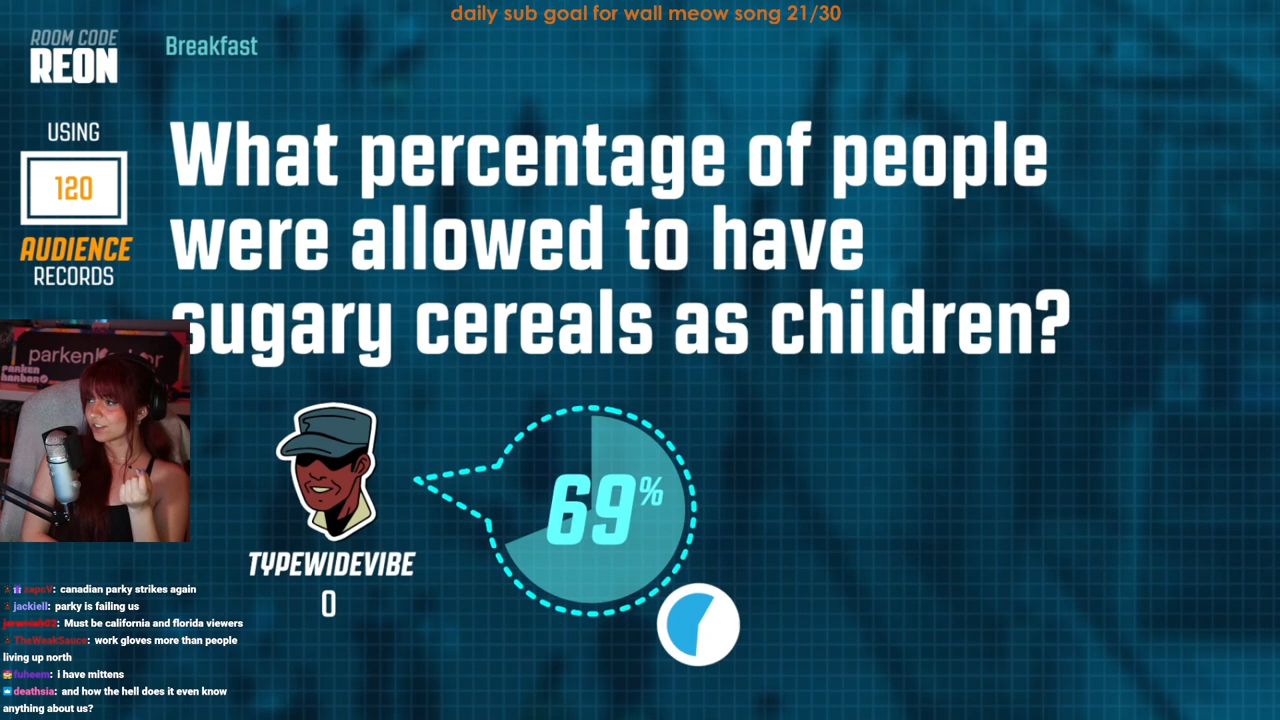 daily sub goal for wall meow song 21/30
ROOM CODE
REON
Breakfast
USING
120
AUDIENCE
RECORDS
What percentage of people
were allowed to have
sugary cereals as children?
69%
TYPEWIDEVIBE
0
canadian parky strikes again
jackiell: parky is failing us
Must be california and florida viewers
TheWeakSauce: work gloves more than people
living up north
fuheem: i have mittens
deathsia: and how the hell does it even know
anything about us?